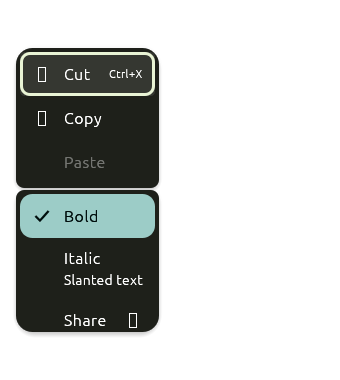 Cut Ctrl+X
Copy
Paste
Bold
Italic
Slanted text
Share